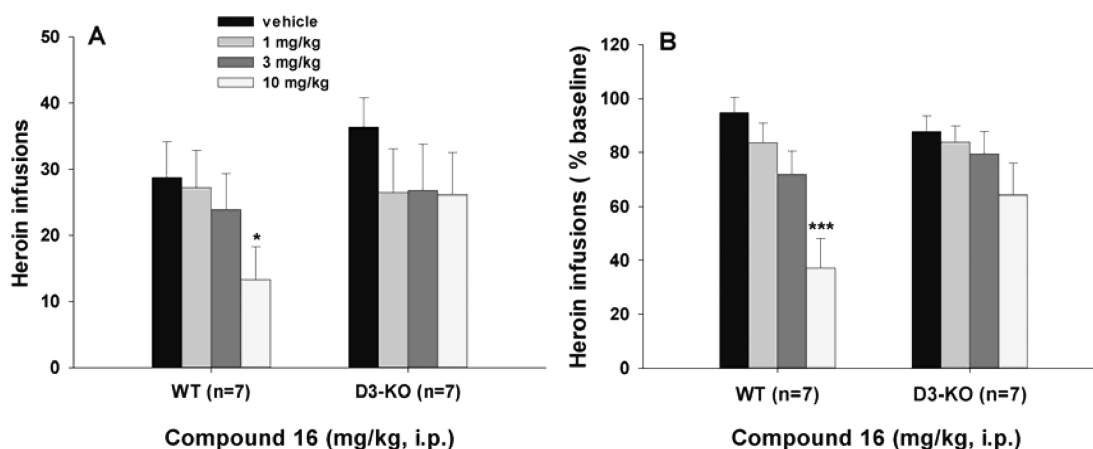 A
vehicle
1 mg/kg
3 mg/kg
10 mg/kg
50
40
30
20
10
0
Heroin infusions
*
WT (n=7)
D3-KO (n=7)
Compound 16 (mg/kg, i.p.)
B
120
100
80
60
40
20
0
Heroin infusions ( % baseline)
***
WT (n=7)
D3-KO (n=7)
Compound 16 (mg/kg, i.p.)